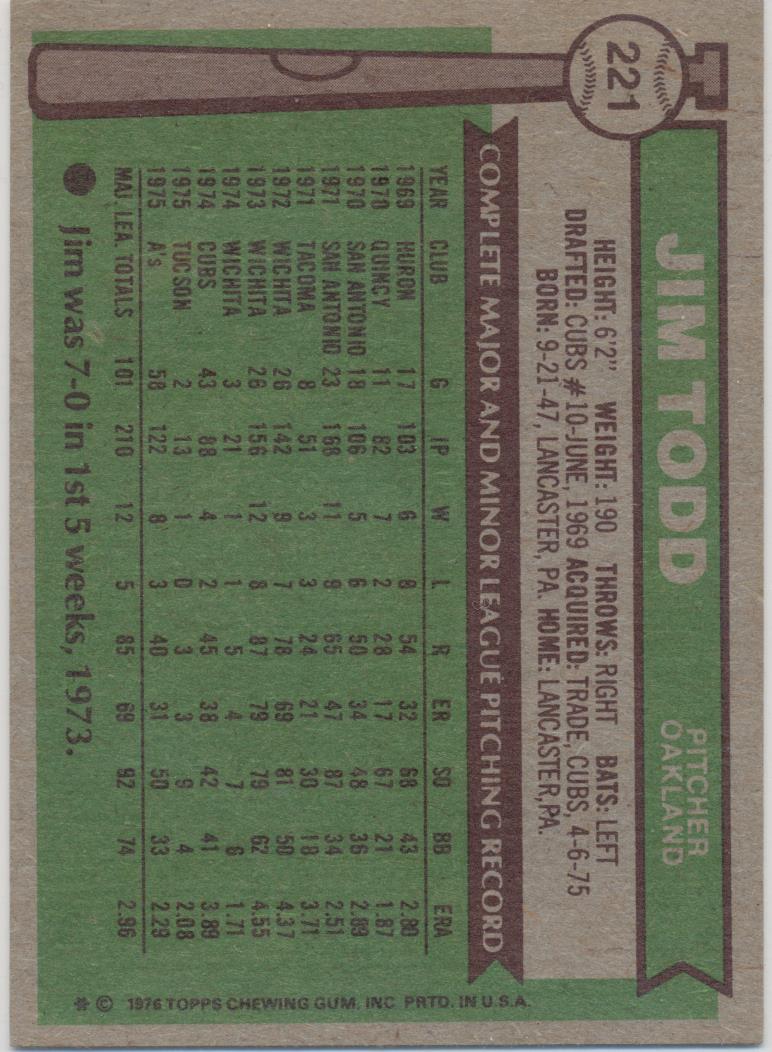 221
JIM TODD
PITCHER
OAKLAND
HEIGHT: 6'2" WEIGHT: 190 THROWS: RIGHT BATS: LEFT
DRAFTED: CUBS #10-JUNE, 1969 ACQUIRED: TRADE, CUBS, 4-6-75
BORN: 9-21-47, LANCASTER, PA. HOME: LANCASTER, PA.
COMPLETE MAJOR AND MINOR LEAGUE PITCHING RECORD
YEAR CLUB G IP W L R ER SO BB ERA
1969 HURON 17 103 6 8 54 32 68 43 2.80
1970 QUINCY 11 82 7 2 28 17 67 21 1.87
1970 SAN ANTONIO 18 106 5 6 50 34 48 36 2.89
1971 SAN ANTONIO 23 168 11 9 65 47 87 34 2.51
1971 TACOMA 8 51 3 3 24 21 30 18 3.71
1972 WICHITA 26 142 9 7 78 69 81 50 4.37
1973 WICHITA 26 156 12 8 87 79 79 62 4.55
1974 WICHITA 3 21 1 1 5 4 7 6 1.71
1974 CUBS 43 88 4 2 45 38 42 41 3.89
1975 TUCSON 2 13 1 0 3 3 9 4 2.08
1975 A's 58 122 8 3 40 31 50 33 2.29
MAJ. LEA. TOTALS 101 210 12 5 85 69 92 74 2.96
Jim was 7-0 in 1st 5 weeks, 1973.
* © 1976 TOPPS CHEWING GUM, INC. PRTD. IN U.S.A.